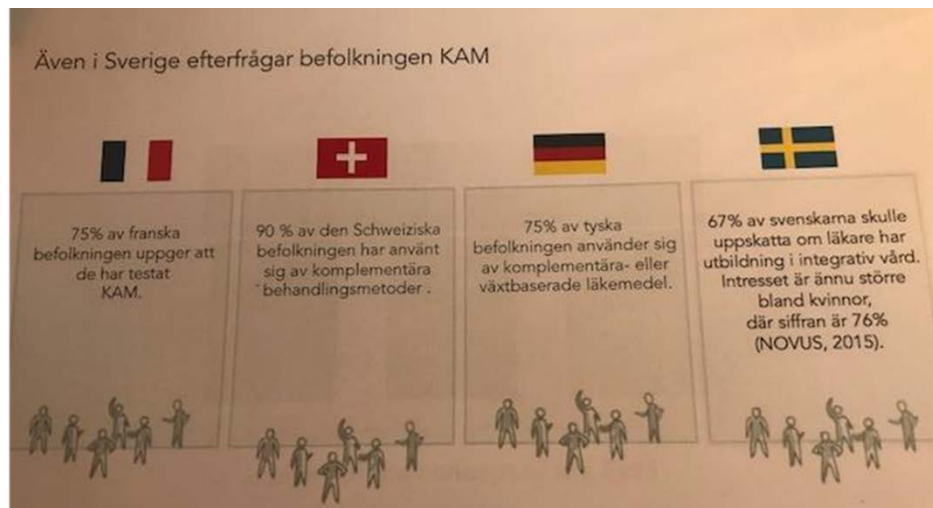 Även i Sverige efterfrågar befolkningen KAM
75% av franska
befolkningen uppger att
de har testat
KAM.
90 % av den Schweiziska
befolkningen har använt
sig av komplementära
behandlingsmetoder .
75% av tyska
befolkningen använder sig
av komplementära- eller
växtbaserade läkemedel.
67% av svenskarna skulle
uppskatta om läkare har
utbildning i integrativ vård.
Intresset är ännu större
bland kvinnor,
där siffran är 76%
(NOVUS, 2015).